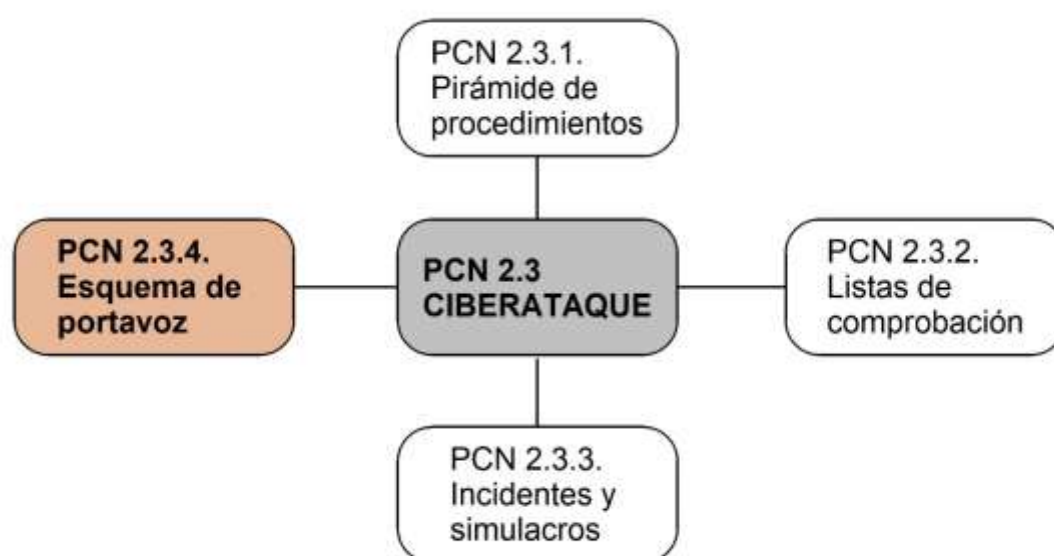 PCN 2.3.1.
Pirámide de
procedimientos
PCN 2.3.4.
Esquema de
portavoz
PCN 2.3
CIBERATAQUE
PCN 2.3.2.
Listas de
comprobación
PCN 2.3.3.
Incidentes y
simulacros